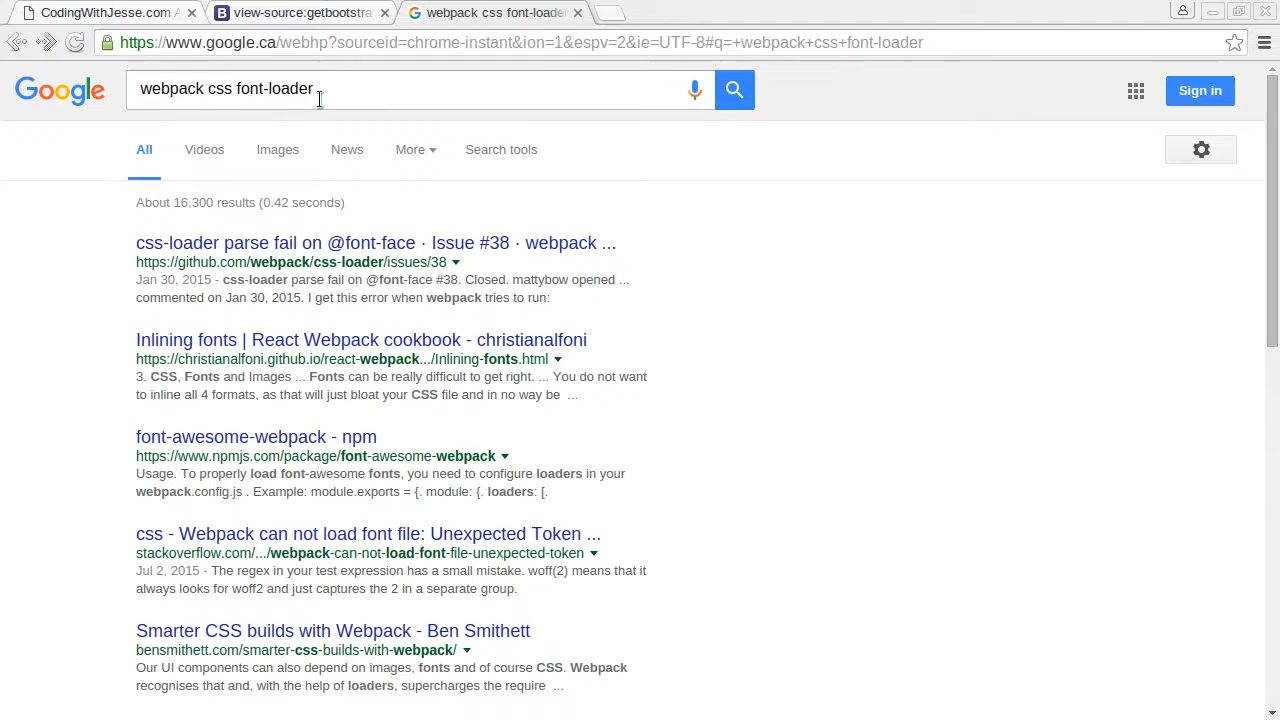 CodingWithJesse.com A
view-source:getbootstra
webpack css font-loader
https://www.google.ca/webhp?sourceid=chrome-instant&ion=1&espv=2&ie=UTF-8#q=+webpack+css+font-loader
Google
webpack css font-loader
Sign in
All Videos Images News More Search tools
About 16,300 results (0.42 seconds)
css-loader parse fail on @font-face · Issue #38 · webpack ...
https://github.com/webpack/css-loader/issues/38
Jan 30, 2015 - css-loader parse fail on @font-face #38. Closed. mattybow opened ...
commented on Jan 30, 2015. I get this error when webpack tries to run:
Inlining fonts | React Webpack cookbook - christianalfoni
https://christianalfoni.github.io/react-webpack.../Inlining-fonts.html
3. CSS, Fonts and Images ... Fonts can be really difficult to get right. ... You do not want
to inline all 4 formats, as that will just bloat your CSS file and in no way be ...
font-awesome-webpack - npm
https://www.npmjs.com/package/font-awesome-webpack
Usage. To properly load font-awesome fonts, you need to configure loaders in your
webpack.config.js . Example: module.exports = {. module: {. loaders: [.
css - Webpack can not load font file: Unexpected Token ...
stackoverflow.com/.../webpack-can-not-load-font-file-unexpected-token
Jul 2, 2015 - The regex in your test expression has a small mistake. woff(2) means that it
always looks for woff2 and just captures the 2 in a separate group.
Smarter CSS builds with Webpack - Ben Smithett
bensmithett.com/smarter-css-builds-with-webpack/
Our UI components can also depend on images, fonts and of course CSS. Webpack
recognises that and, with the help of loaders, supercharges the require ...